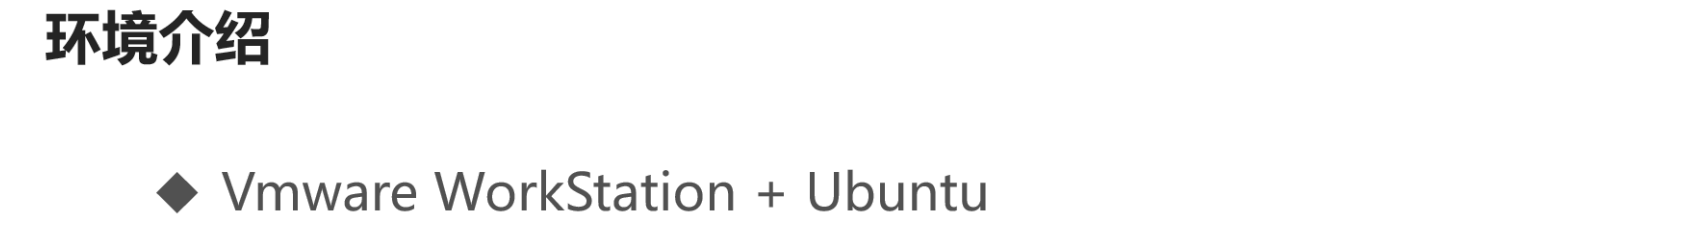 环境介绍
◆ Vmware WorkStation + Ubuntu